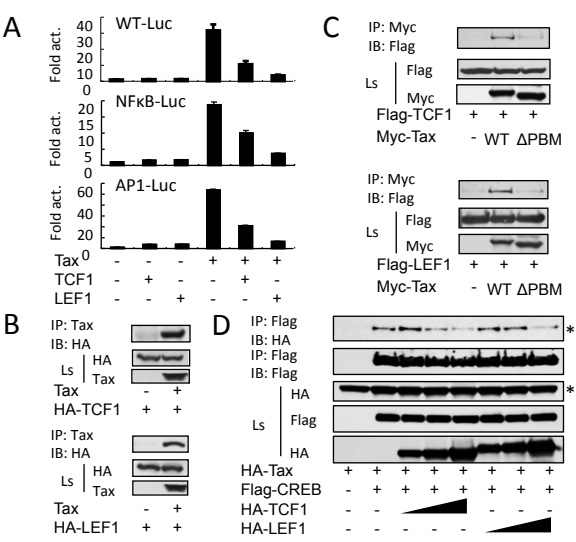 A
WT-Luc
Fold act.
60
40
20
0
NFκB-Luc
Fold act.
20
15
10
5
0
AP1-Luc
Fold act.
60
40
20
0
Tax - - - + + +
TCF1 - + - - + -
LEF1 - - + - - +
B
IP: Tax
IB: HA
Ls
HA
Tax
Tax - +
HA-TCF1 + +
IP: Tax
IB: HA
Ls
HA
Tax
Tax - +
HA-LEF1 + +
C
IP: Myc
IB: Flag
Ls
Flag
Myc
Flag-TCF1 + + +
Myc-Tax - WT ΔPBM
IP: Myc
IB: Flag
Ls
Flag
Myc
Flag-LEF1 + + +
Myc-Tax - WT ΔPBM
D
IP: Flag
IB: HA
*
IP: Flag
IB: Flag
Ls
HA
*
Flag
HA
HA-Tax + + + + + + + +
Flag-CREB - + + + + + + +
HA-TCF1 - - - - -
HA-LEF1 - - - - -